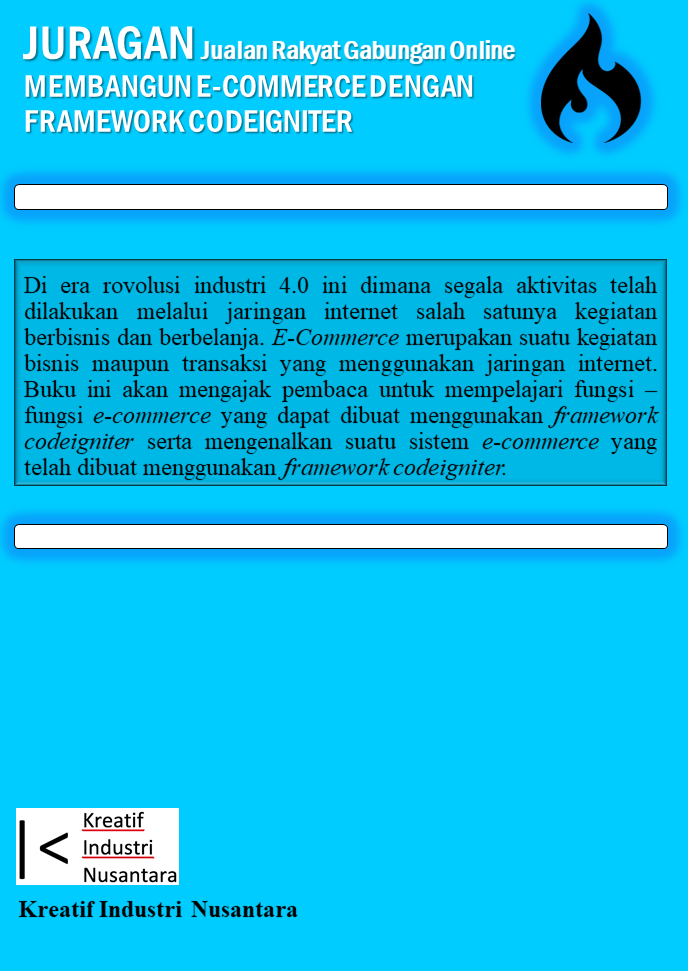 JURAGAN Jualan Rakyat Gabungan Online
MEMBANGUN E-COMMERCE DENGAN
FRAMEWORK CODEIGNITER
Di era rovolusi industri 4.0 ini dimana segala aktivitas telah
dilakukan melalui jaringan internet salah satunya kegiatan
berbisnis dan berbelanja. E-Commerce merupakan suatu kegiatan
bisnis maupun transaksi yang menggunakan jaringan internet.
Buku ini akan mengajak pembaca untuk mempelajari fungsi –
fungsi e-commerce yang dapat dibuat menggunakan framework
codeigniter serta mengenalkan suatu sistem e-commerce yang
telah dibuat menggunakan framework codeigniter.
Kreatif
Industri
Nusantara
Kreatif Industri Nusantara